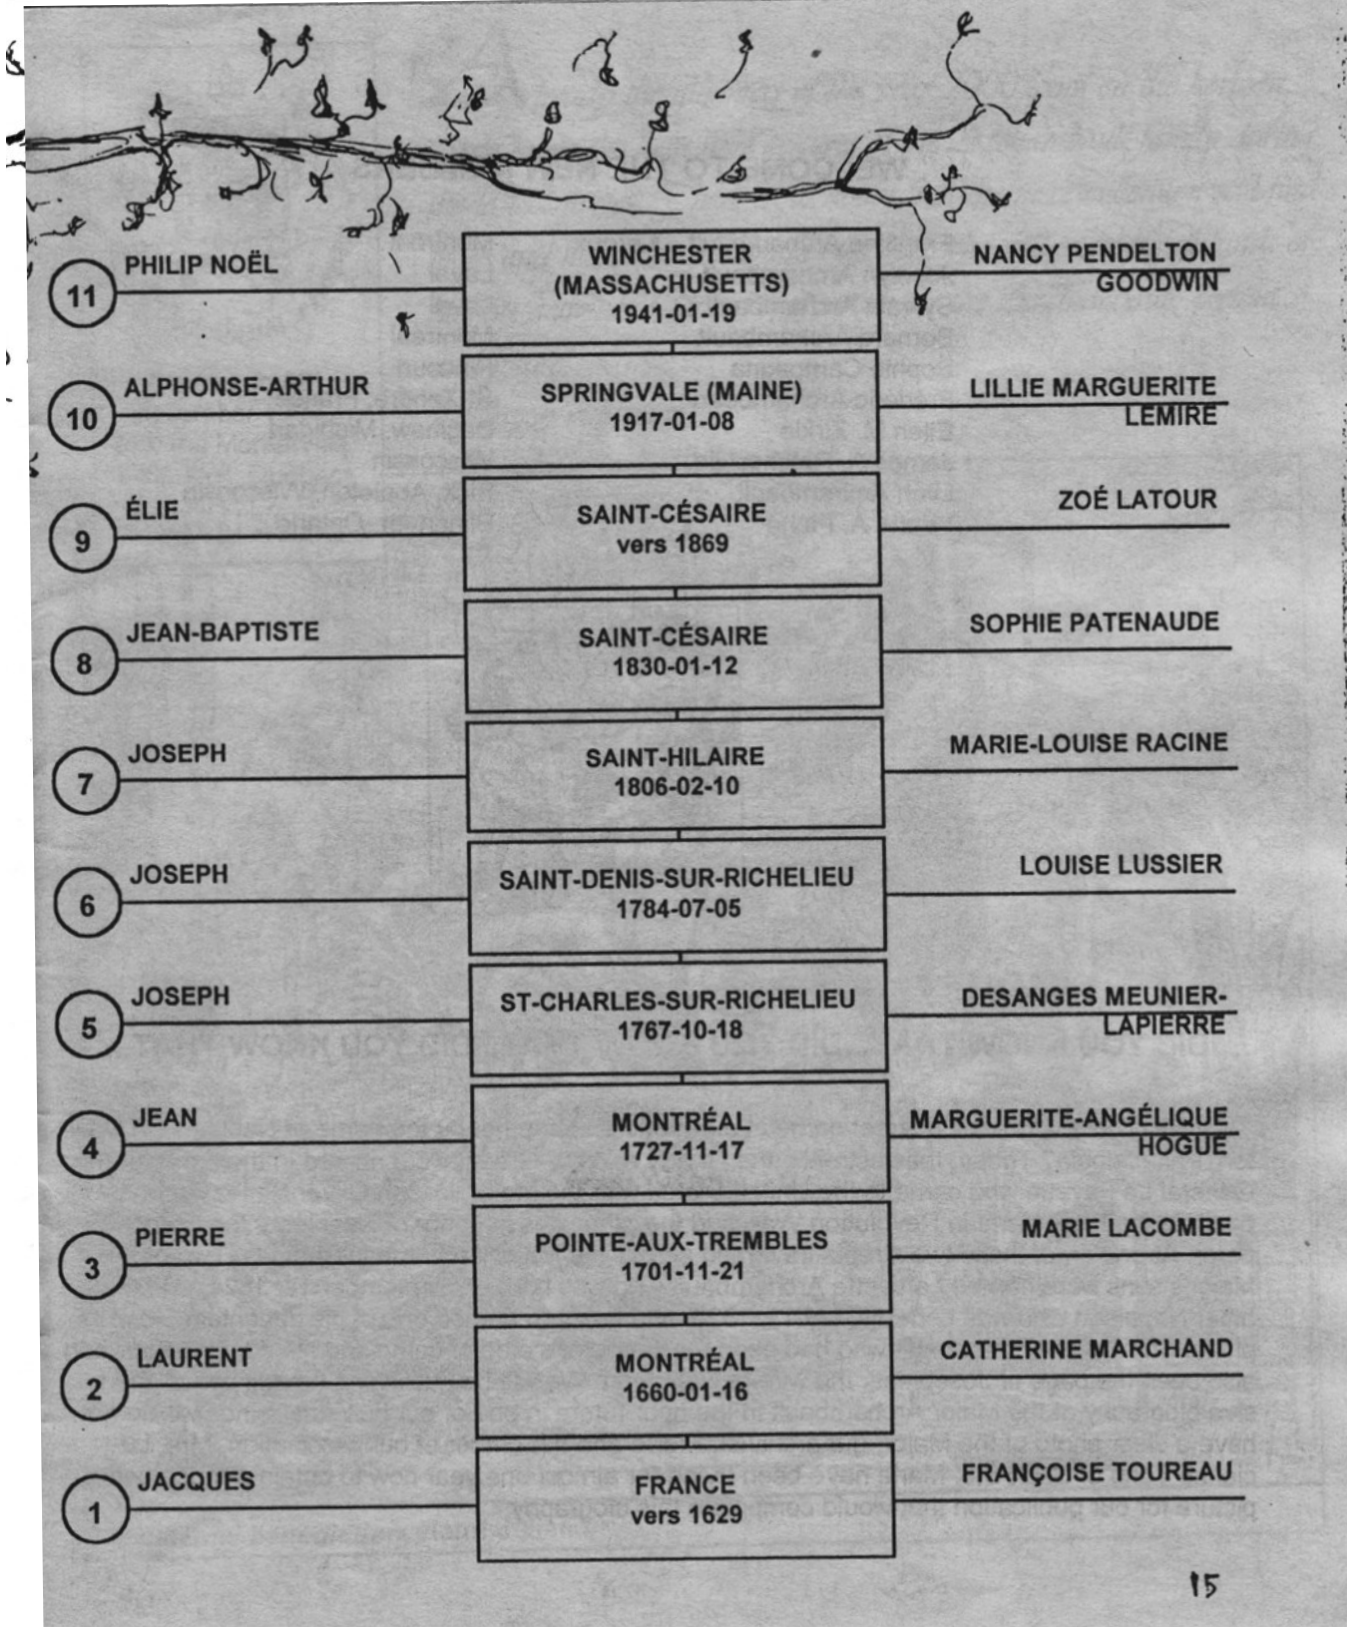 PHILIP NOËL
11
WINCHESTER
(MASSACHUSETTS)
1941-01-19
NANCY PENDELTON
GOODWIN
ALPHONSE-ARTHUR
10
SPRINGVALE (MAINE)
1917-01-08
LILLIE MARGUERITE
LEMIRE
ÉLIE
9
SAINT-CÉSAIRE
vers 1869
ZOÉ LATOUR
JEAN-BAPTISTE
8
SAINT-CÉSAIRE
1830-01-12
SOPHIE PATENAUDE
JOSEPH
7
SAINT-HILAIRE
1806-02-10
MARIE-LOUISE RACINE
JOSEPH
6
SAINT-DENIS-SUR-RICHELIEU
1784-07-05
LOUISE LUSSIER
JOSEPH
5
ST-CHARLES-SUR-RICHELIEU
1767-10-18
DESANGES MEUNIER-
LAPIERRE
JEAN
4
MONTRÉAL
1727-11-17
MARGUERITE-ANGÉLIQUE
HOGUE
PIERRE
3
POINTE-AUX-TREMBLES
1701-11-21
MARIE LACOMBE
LAURENT
2
MONTRÉAL
1660-01-16
CATHERINE MARCHAND
JACQUES
1
FRANCE
vers 1629
FRANÇOISE TOUREAU
15